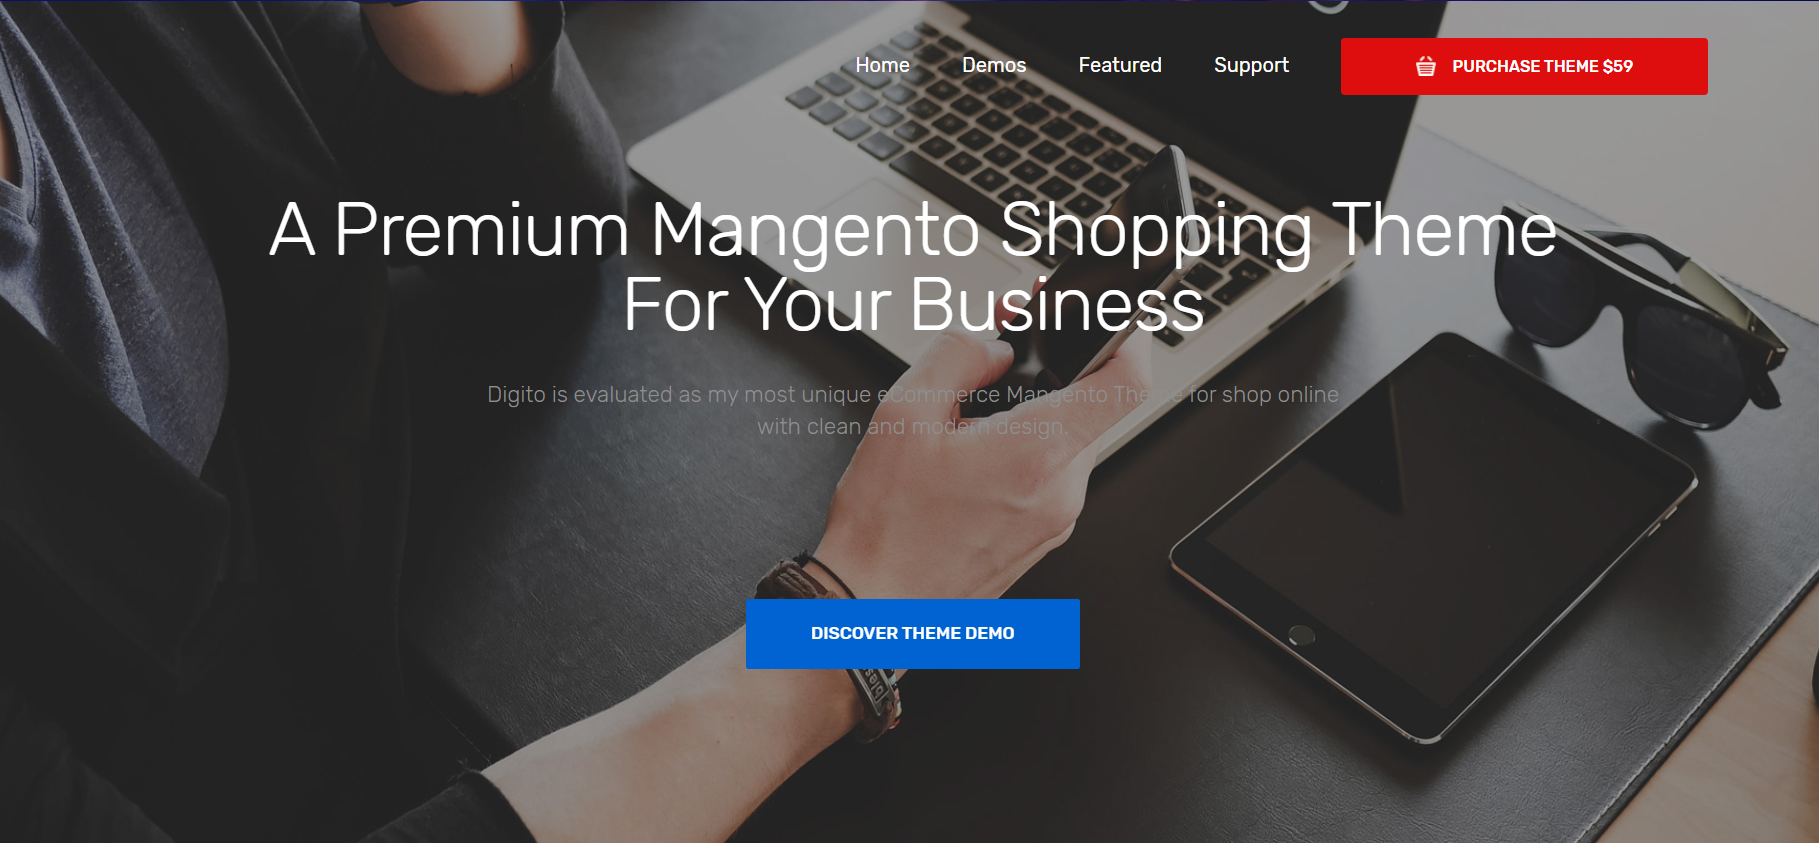 Home Demos Featured Support PURCHASE THEME $59
A Premium Mangento Shopping Theme
For Your Business
Digito is evaluated as my most unique eCommerce Mangento Theme for shop online
with clean and modern design.
DISCOVER THEME DEMO